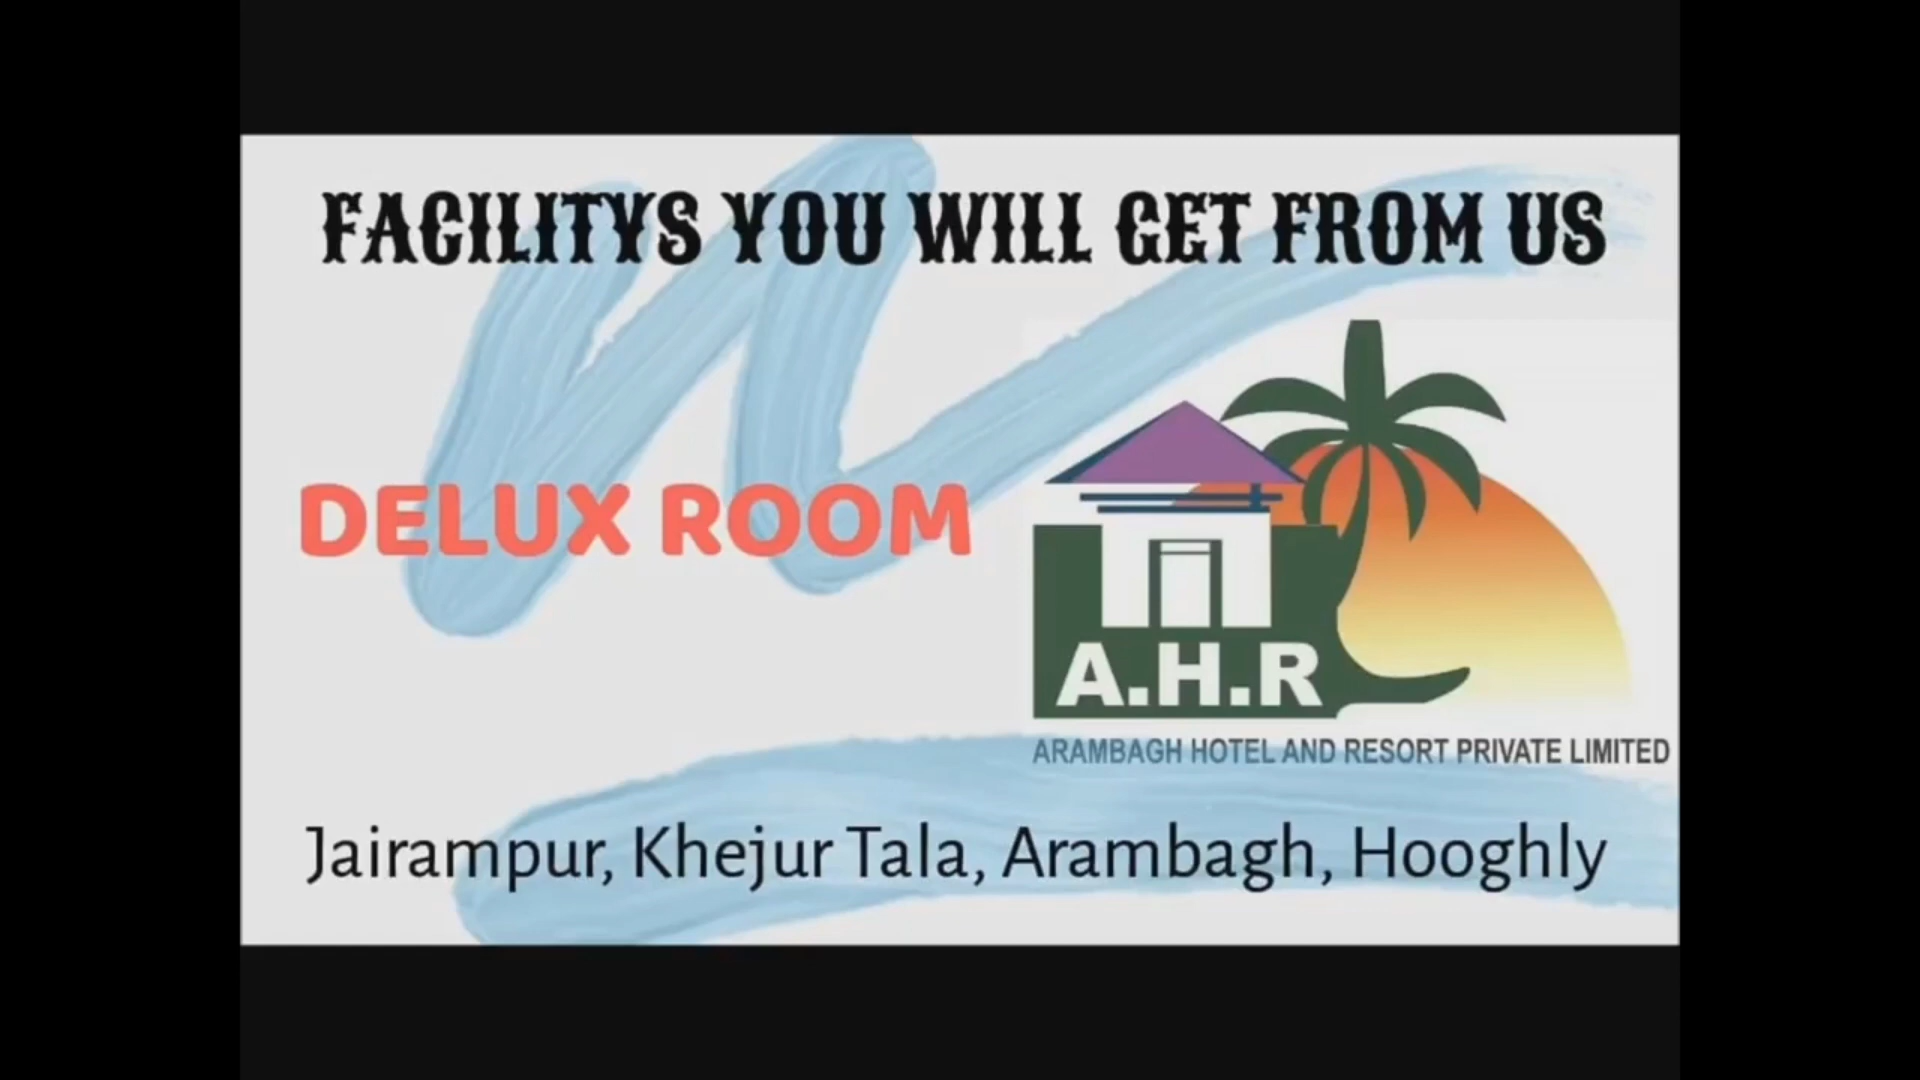 FACILITYS YOU WILL GET FROM US
DELUX ROOM
A.H.R
ARAMBAGH HOTEL AND RESORT PRIVATE LIMITED
Jairampur, Khejur Tala, Arambagh, Hooghly